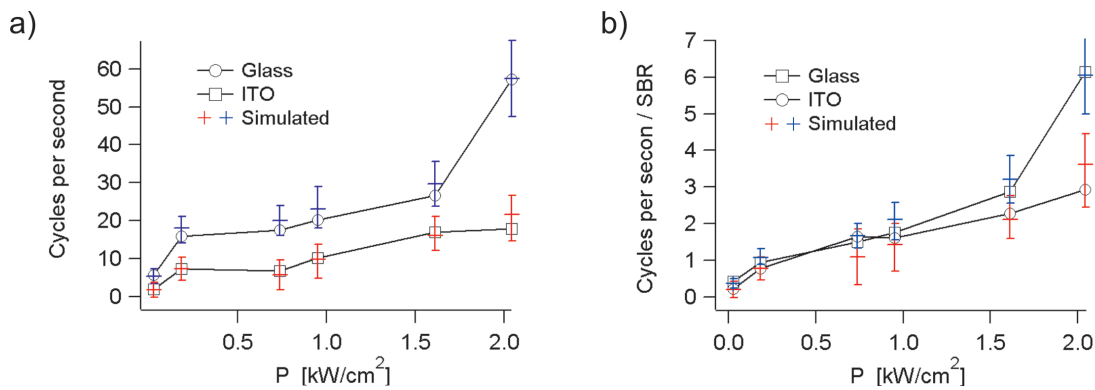 a)
Cycles per second
60
50
40
30
20
10
0
Glass
ITO
Simulated
0.5
1.0
1.5
2.0
P [kW/cm²]
b)
Cycles per secon / SBR
7
6
5
4
3
2
1
0
Glass
ITO
Simulated
0.0
0.5
1.0
1.5
2.0
P [kW/cm²]